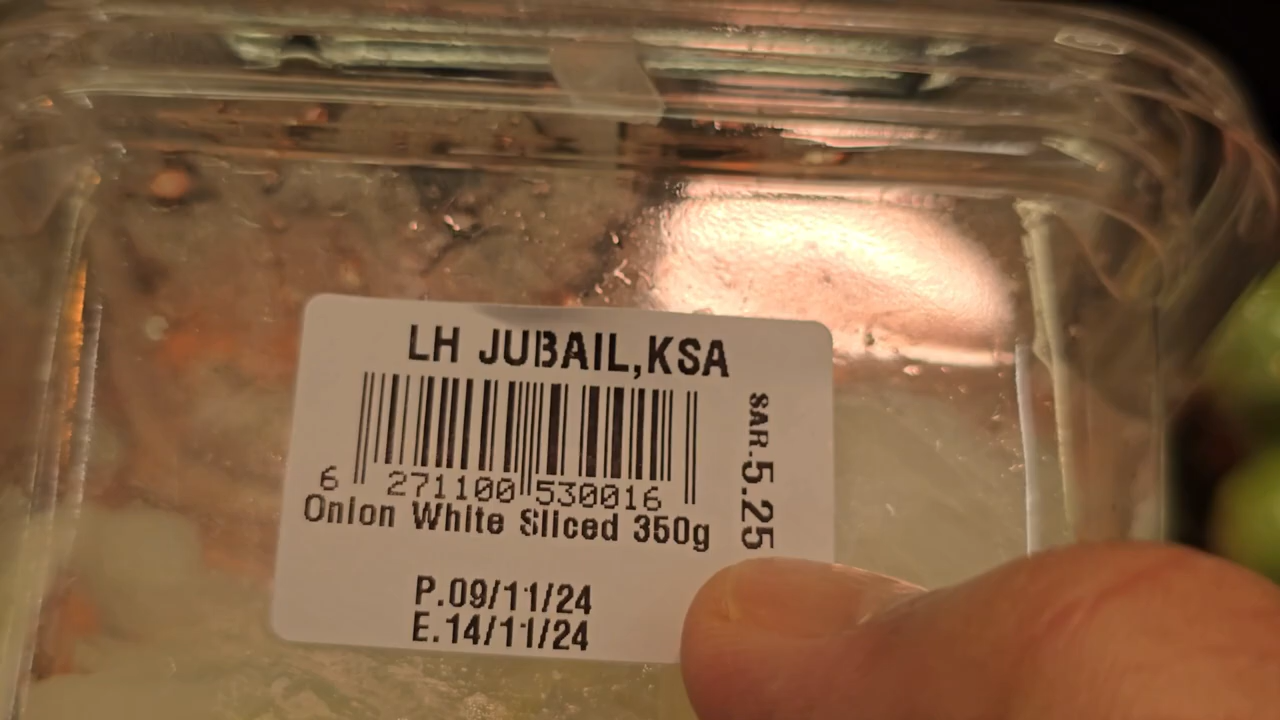 LH JUBAIL,KSA
6 271100 530016
Onion White Sliced 350g
SAR.5.25
P.09/11/24
E.14/11/24